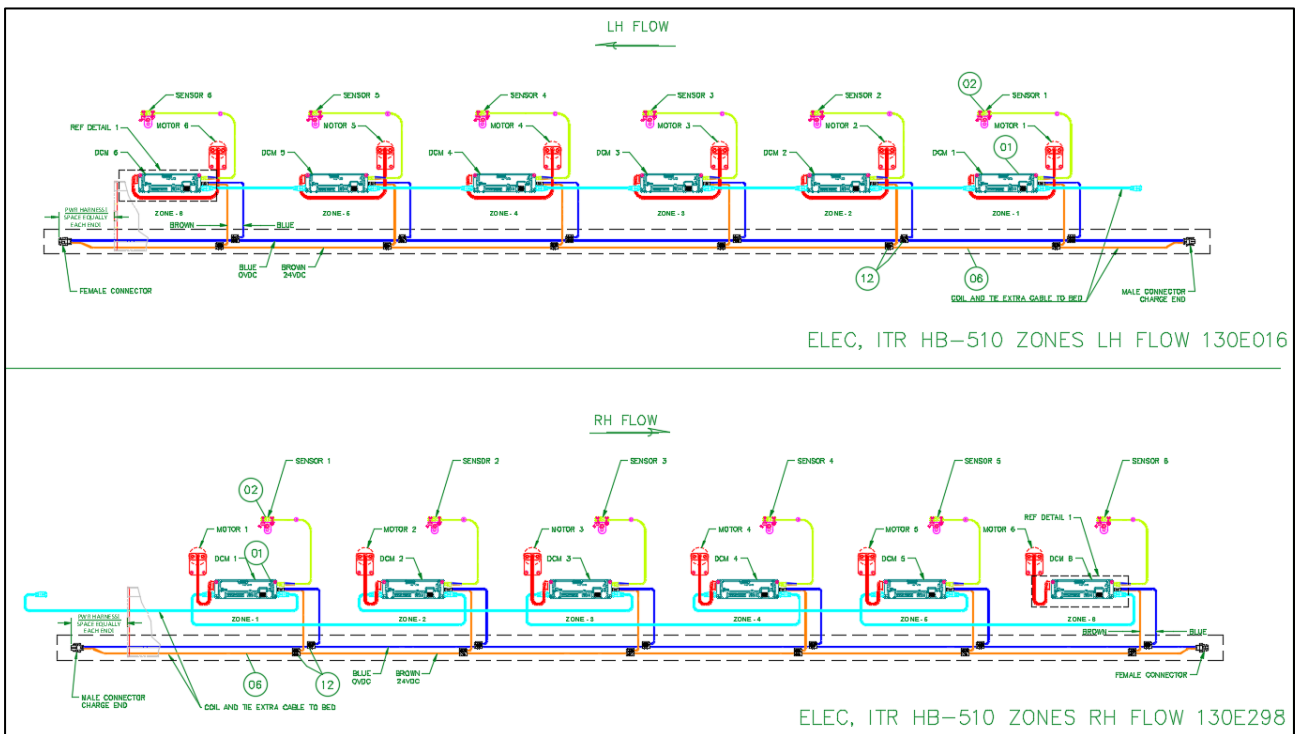 LH FLOW
SENSOR 6
SENSOR 5
SENSOR 4
SENSOR 3
SENSOR 2
02
SENSOR 1
REF DETAIL 1
MOTOR 6
MOTOR 5
MOTOR 4
MOTOR 3
MOTOR 2
MOTOR 1
DCM 6
DCM 5
DCM 4
DCM 3
DCM 2
DCM 1
01
PWR HARNESS:
SPACE EQUALLY
EACH END:
ZONE-6
ZONE-5
ZONE-4
ZONE-3
ZONE-2
ZONE-1
BROWN
BLUE
BLUE
0VDC
BROWN
24VDC
12
06
FEMALE CONNECTOR
COIL AND TIE EXTRA CABLE TO BED
MALE CONNECTOR
CHARGE END
ELEC, ITR HB-510 ZONES LH FLOW 130E016
RH FLOW
SENSOR 1
SENSOR 2
SENSOR 3
SENSOR 4
SENSOR 5
SENSOR 6
02
REF DETAIL 1
MOTOR 1
MOTOR 2
MOTOR 3
MOTOR 4
MOTOR 5
MOTOR 6
DCM 1
01
DCM 2
DCM 3
DCM 4
DCM 5
DCM 6
PWR HARNESS:
SPACE EQUALLY
EACH END:
ZONE-1
ZONE-2
ZONE-3
ZONE-4
ZONE-5
ZONE-6
BROWN
BLUE
MALE CONNECTOR
CHARGE END
06
12
BLUE
0VDC
BROWN
24VDC
FEMALE CONNECTOR
COIL AND TIE EXTRA CABLE TO BED
ELEC, ITR HB-510 ZONES RH FLOW 130E298